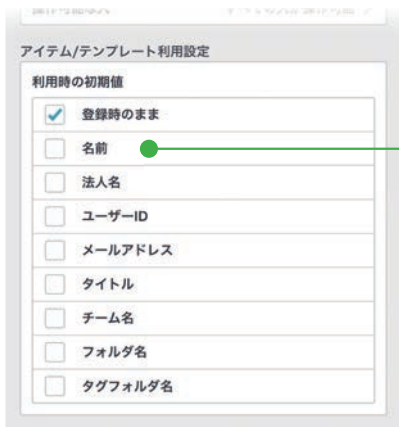 アイテム/テンプレート利用設定
利用時の初期値
登録時のまま
名前
法人名
ユーザーID
メールアドレス
タイトル
チーム名
フォルダ名
タグフォルダ名